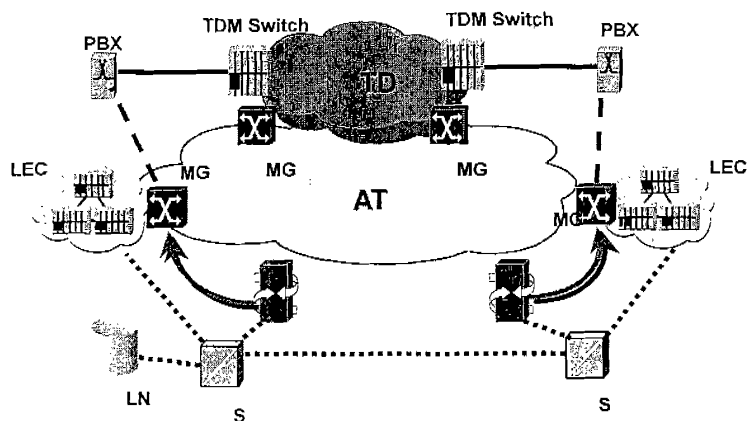 TDM Switch
TDM Switch
PBX
PBX
TD
MG
MG
MG
MG
LEC
LEC
AT
LN
S
S